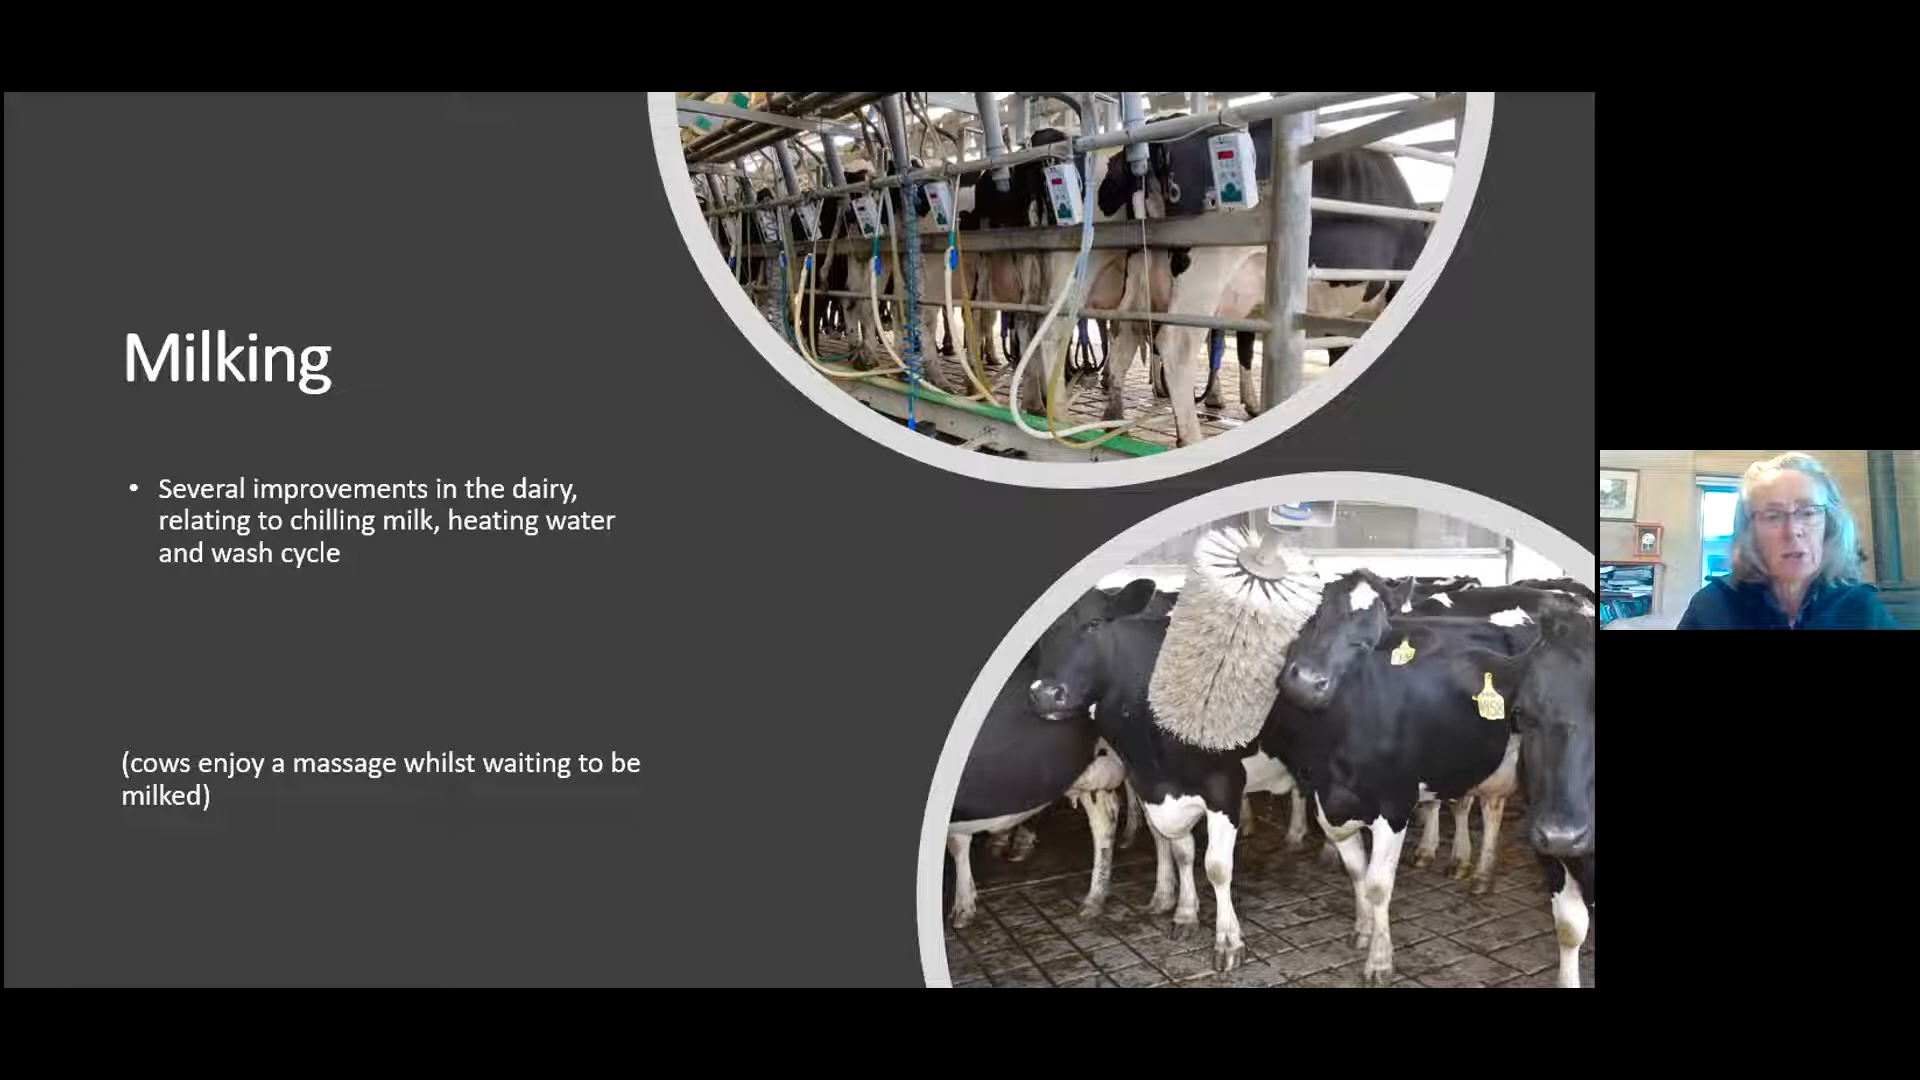 Milking
• Several improvements in the dairy,
relating to chilling milk, heating water
and wash cycle
(cows enjoy a massage whilst waiting to be
milked)